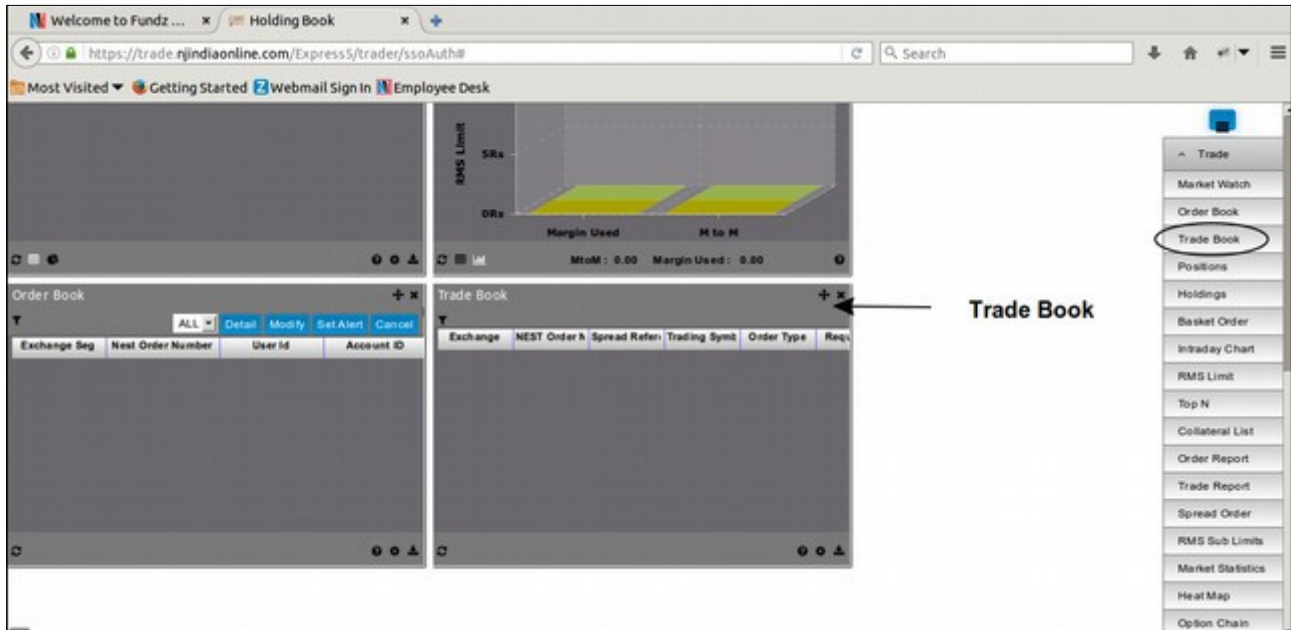 Welcome to Fundz ...
Holding Book
https://trade.njindiaonline.com/Express5/trader/ssoAuth#
Search
Most Visited
Getting Started
Webmail Sign In
Employee Desk
RMS Limit
5Rs
0Rs
Margin Used
M to M
MtoM : 0.00 Margin Used : 0.00
Order Book
ALL
Detail
Modify
Set Alert
Cancel
Exchange Seg
Nest Order Number
User Id
Account ID
Trade Book
Exchange
NEST Order N
Spread Refer
Trading Symb
Order Type
Requ
Trade Book
Trade
Market Watch
Order Book
Trade Book
Positions
Holdings
Basket Order
Intraday Chart
RMS Limit
Top N
Collateral List
Order Report
Trade Report
Spread Order
RMS Sub Limits
Market Statistics
Heat Map
Option Chain